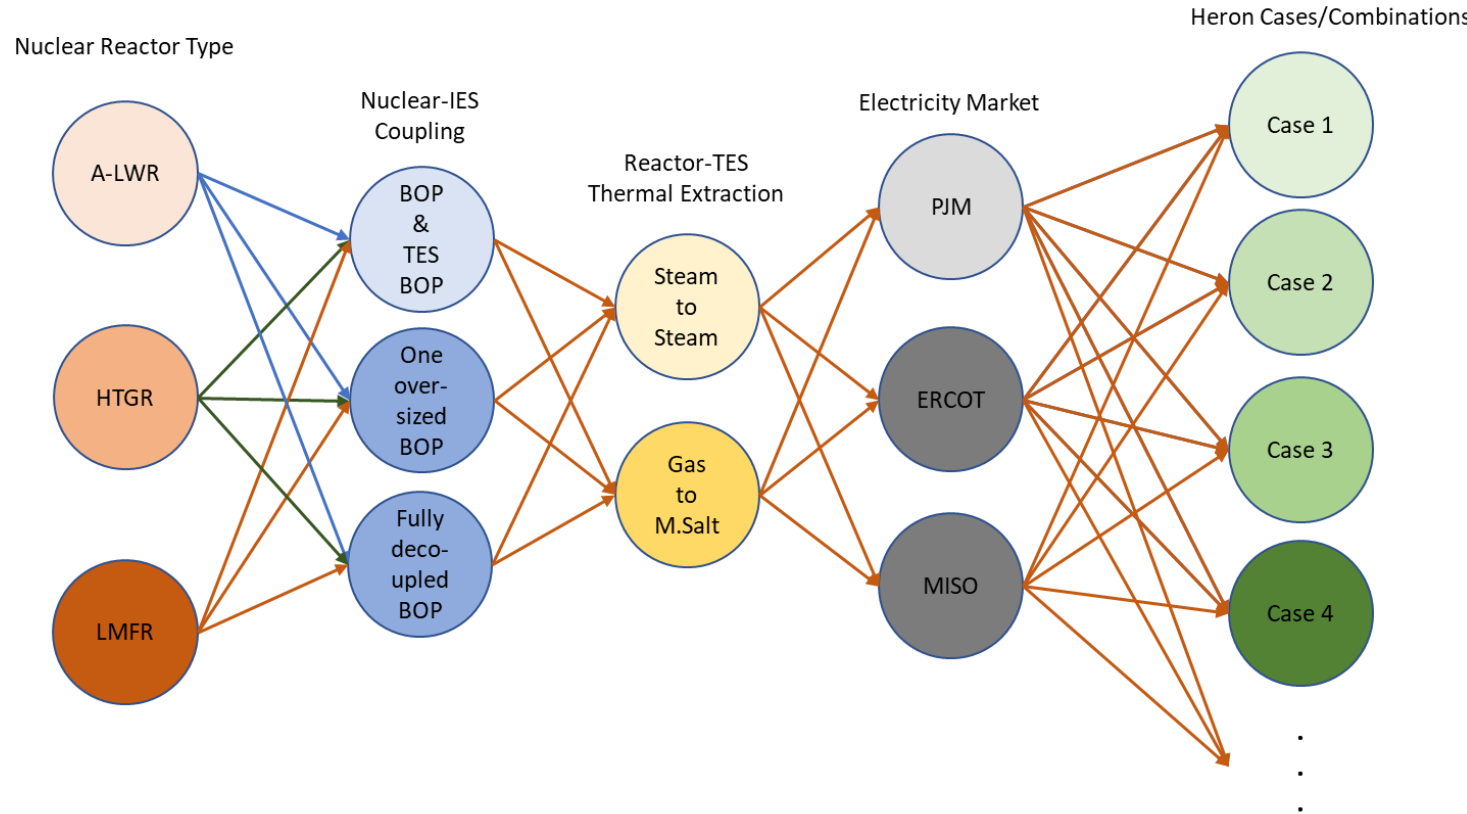 Heron Cases/Combinations
Nuclear Reactor Type
Nuclear-IES
Coupling
Electricity Market
Reactor-TES
Thermal Extraction
A-LWR
HTGR
LMFR
BOP
&
TES
BOP
One
over-
sized
BOP
Fully
deco-
upled
BOP
Steam
to
Steam
Gas
to
M.Salt
PJM
ERCOT
MISO
Case 1
Case 2
Case 3
Case 4
.
.
.